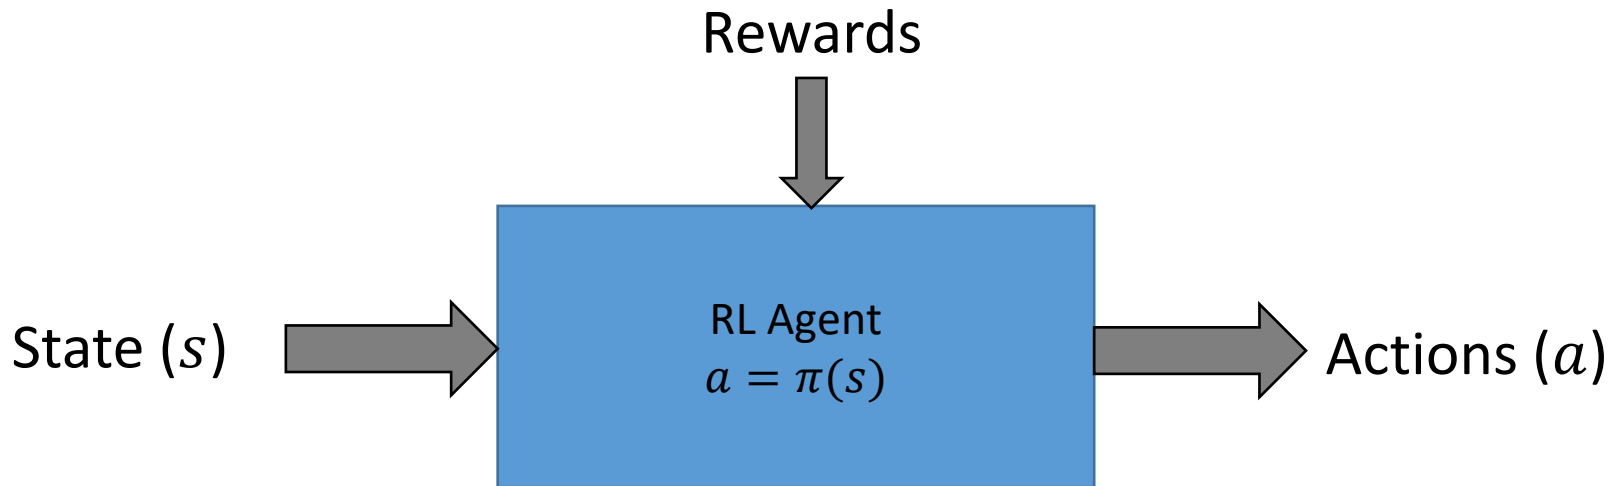 Rewards
State (s)
RL Agent
a = π(s)
Actions (a)